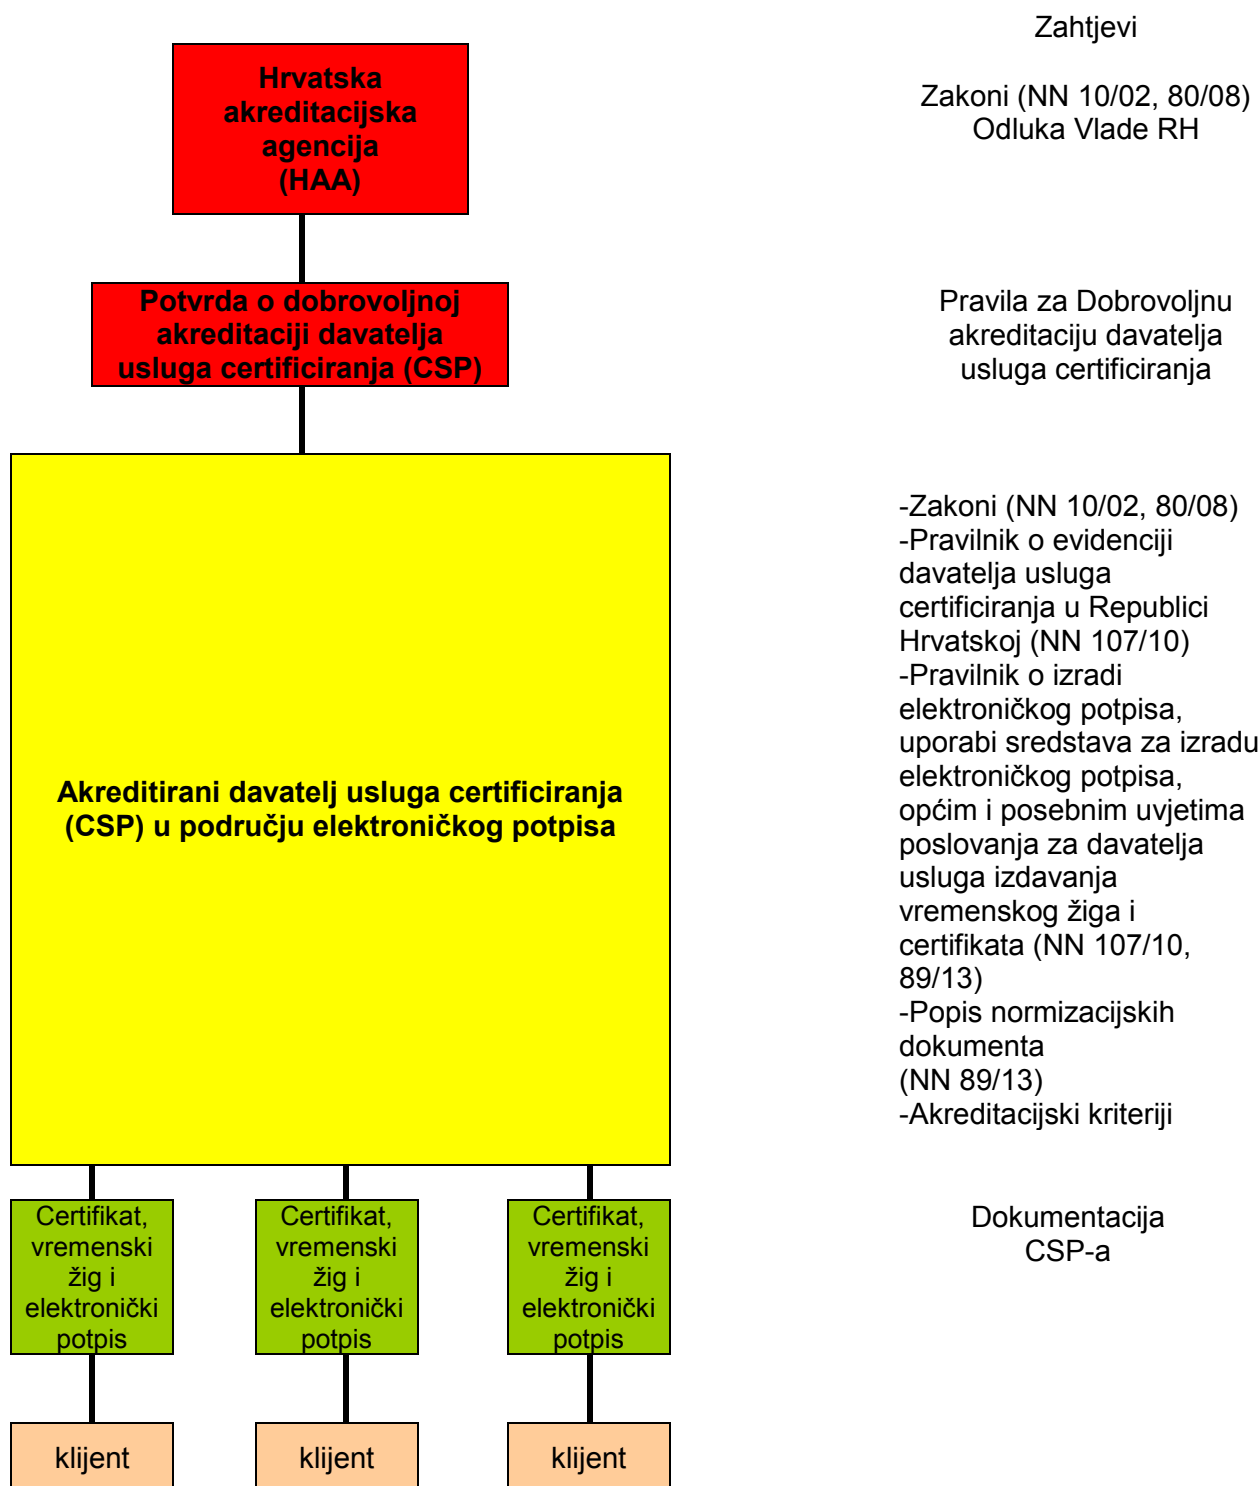 Zahtjevi
Hrvatska
akreditacijska
agencija
(HAA)
Zakoni (NN 10/02, 80/08)
Odluka Vlade RH
Potvrda o dobrovoljnoj
akreditaciji davatelja
usluga certificiranja (CSP)
Pravila za Dobrovoljnu
akreditaciju davatelja
usluga certificiranja
Akreditirani davatelj usluga certificiranja
(CSP) u području elektroničkog potpisa
-Zakoni (NN 10/02, 80/08)
-Pravilnik o evidenciji
davatelja usluga
certificiranja u Republici
Hrvatskoj (NN 107/10)
-Pravilnik o izradi
elektroničkog potpisa,
uporabi sredstava za izradu
elektroničkog potpisa,
općim i posebnim uvjetima
poslovanja za davatelja
usluga izdavanja
vremenskog žiga i
certifikata (NN 107/10,
89/13)
-Popis normizacijskih
dokumenta
(NN 89/13)
-Akreditacijski kriteriji
Certifikat,
vremenski
žig i
elektronički
potpis
Certifikat,
vremenski
žig i
elektronički
potpis
Certifikat,
vremenski
žig i
elektronički
potpis
Dokumentacija
CSP-a
klijent
klijent
klijent